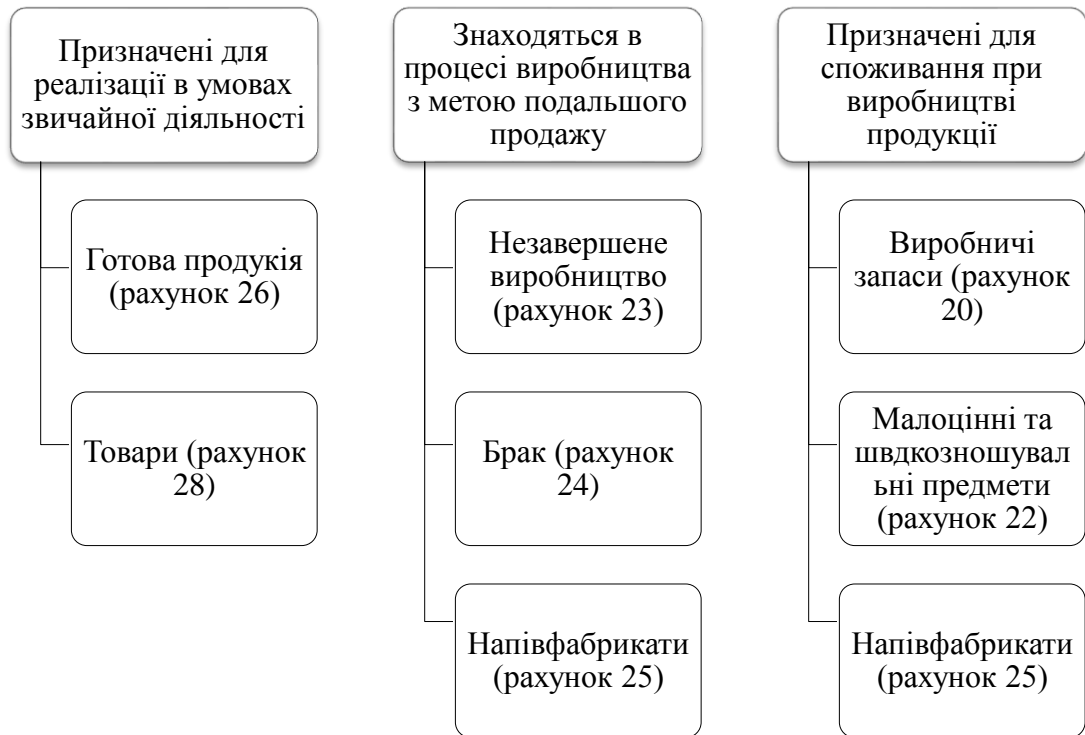 Призначені для
реалізації в умовах
звичайної діяльності
Готова продукія
(рахунок 26)
Товари (рахунок
28)
Знаходяться в
процесі виробництва
з метою подальшого
продажу
Незавершене
виробництво
(рахунок 23)
Брак (рахунок
24)
Напівфабрикати
(рахунок 25)
Призначені для
споживання при
виробництві
продукції
Виробничі
запаси (рахунок
20)
Малоцінні та
швдкозношувал
ьні предмети
(рахунок 22)
Напівфабрикати
(рахунок 25)